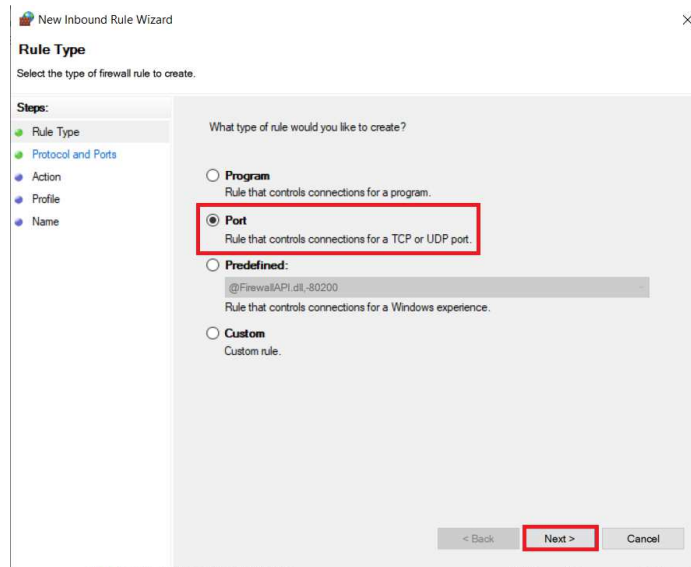 New Inbound Rule Wizard
Rule Type
Select the type of firewall rule to create.
Steps:
Rule Type
Protocol and Ports
Action
Profile
Name
What type of rule would you like to create?
Program
Rule that controls connections for a program.
Port
Rule that controls connections for a TCP or UDP port.
Predefined:
@FirewallAPI.dll,-80200
Rule that controls connections for a Windows experience.
Custom
Custom rule.
< Back Next > Cancel